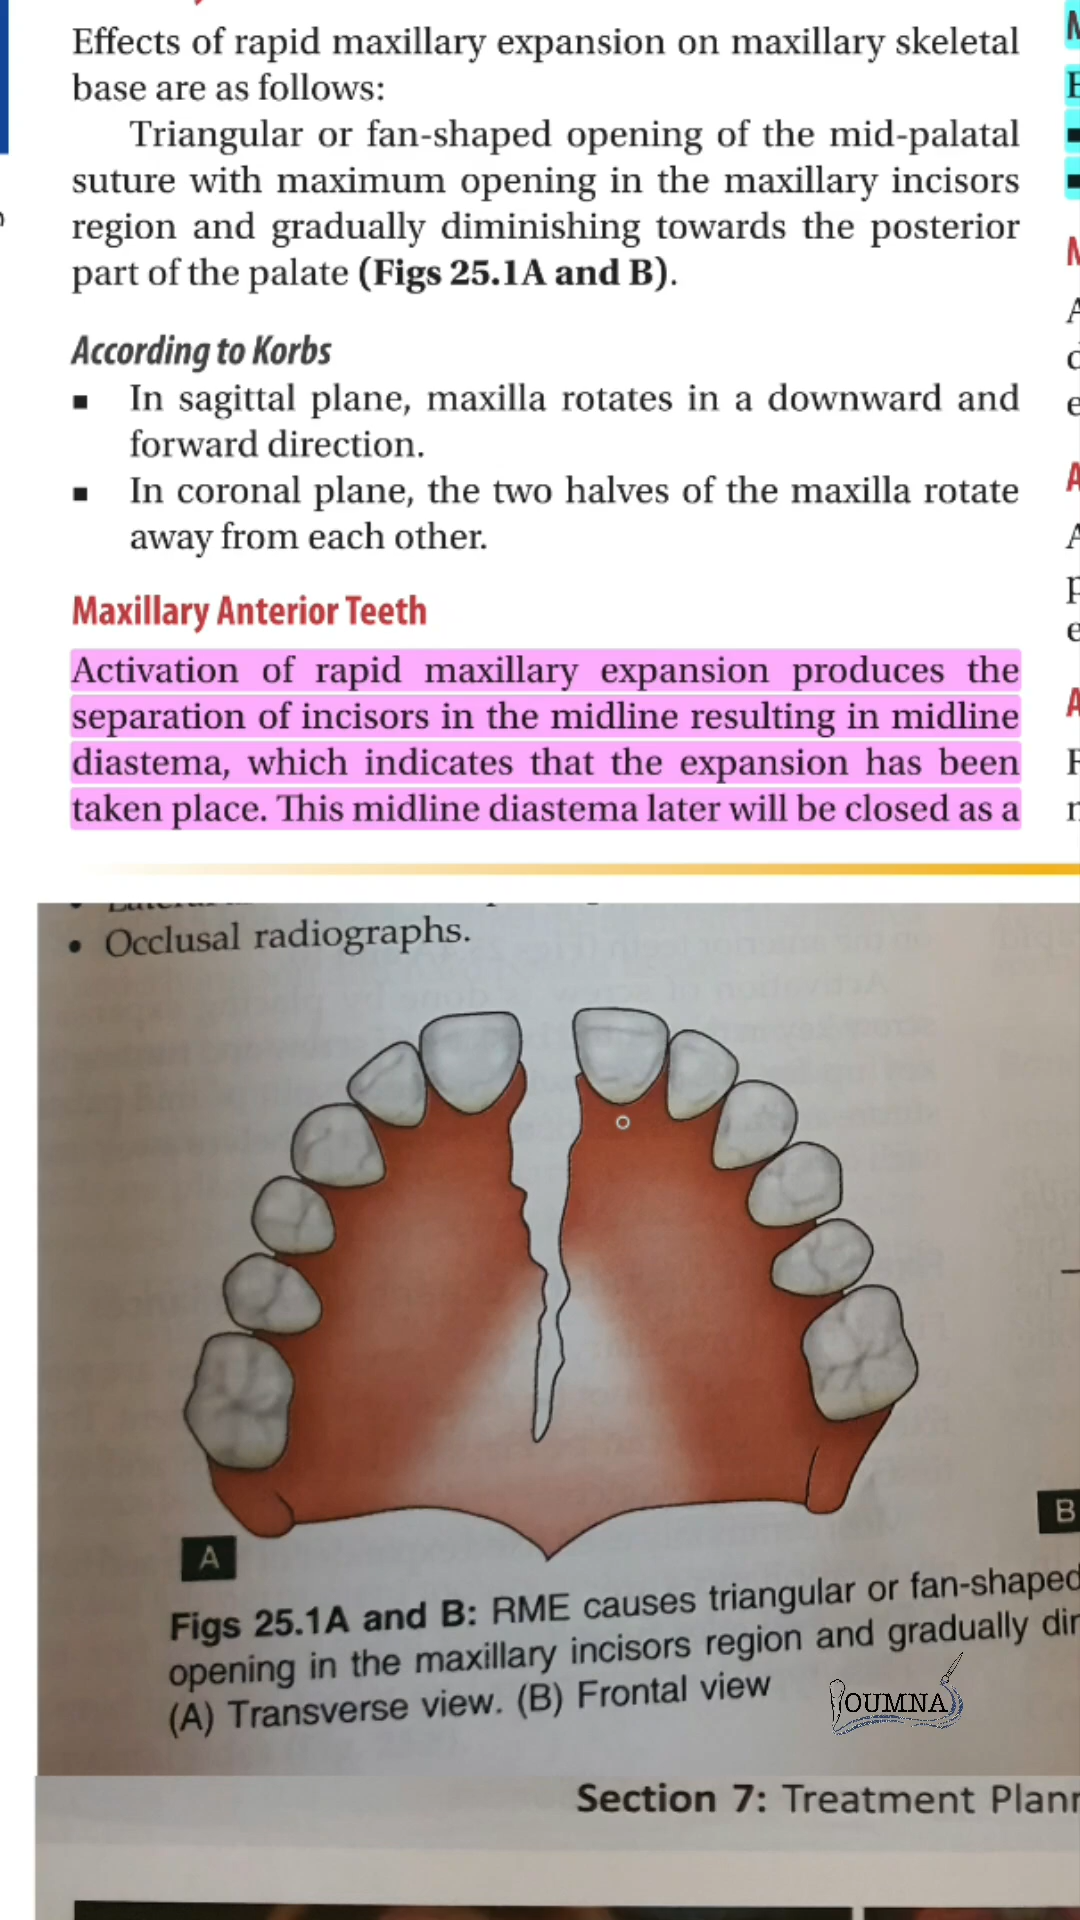 Effects of rapid maxillary expansion on maxillary skeletal
base are as follows:
Triangular or fan-shaped opening of the mid-palatal
suture with maximum opening in the maxillary incisors
region and gradually diminishing towards the posterior
part of the palate (Figs 25.1A and B).
According to Korbs
▪ In sagittal plane, maxilla rotates in a downward and
forward direction.
▪ In coronal plane, the two halves of the maxilla rotate
away from each other.
Maxillary Anterior Teeth
Activation of rapid maxillary expansion produces the
separation of incisors in the midline resulting in midline
diastema, which indicates that the expansion has been
taken place. This midline diastema later will be closed as a
• Occlusal radiographs.
A
B
Figs 25.1A and B: RME causes triangular or fan-shaped
opening in the maxillary incisors region and gradually
(A) Transverse view. (B) Frontal view
JOUMNA
Section 7: Treatment